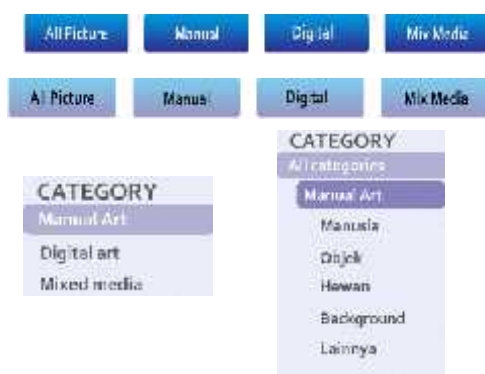 All Picture Manual Digital Mix Media
All Picture Manual Digital Mix Media
CATEGORY
Manual Art
Digital art
Mixed media
CATEGORY
All categories
Manual Art
Manusia
Objek
Hewan
Background
Lainnya